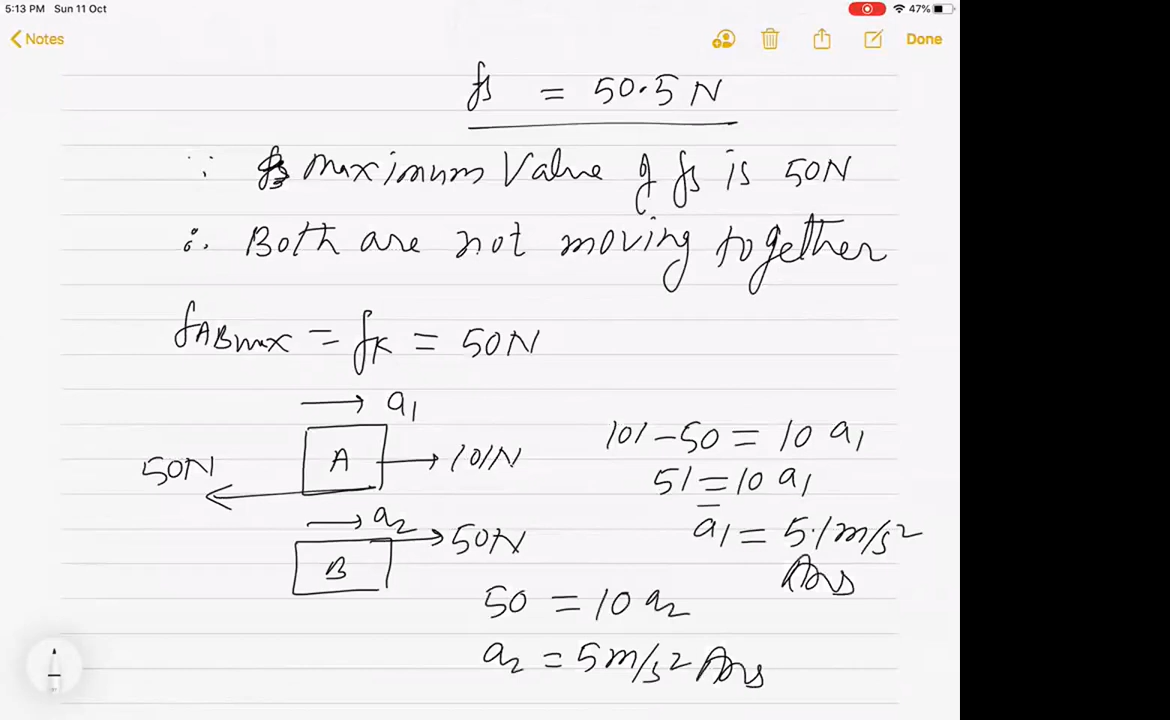 5:13 PM Sun 11 Oct
47%
Notes
Done
fs = 50.5 N
∵ maximum Value of fs is 50N
∴ Both are not moving together
fABmax = fK = 50N
→ a1
50N
A
101N
101 - 50 = 10 a1
51 = 10 a1
→ a2
50N
a1 = 5.1 m/s2
Ans
B
50 = 10 a2
a2 = 5 m/s2 Ans